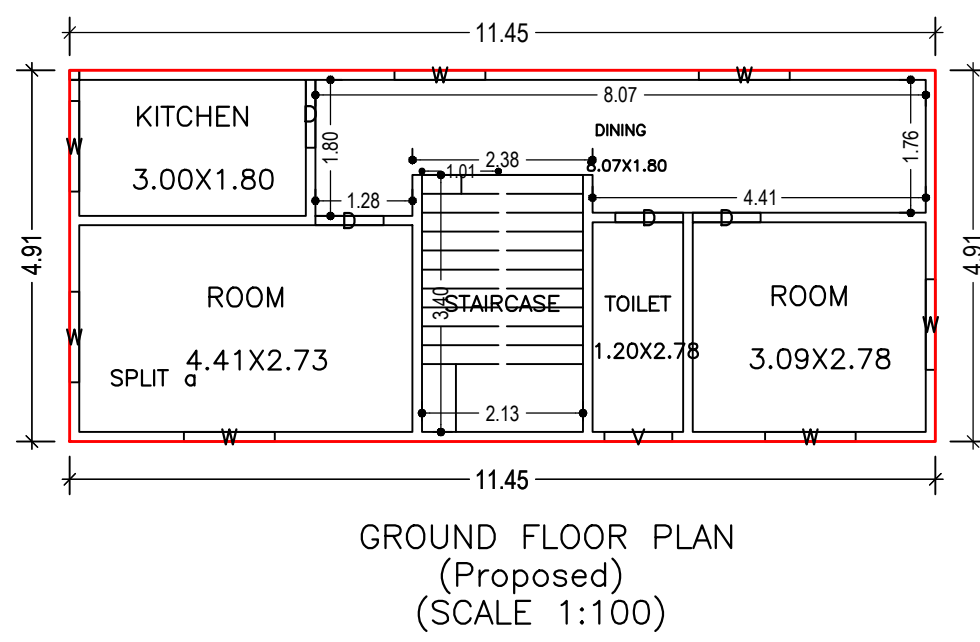 11.45
W
W
8.07
KITCHEN
D
DINING
1.80
1.76
W
2.38
8.07X1.80
1.01
3.00X1.80
1.28
4.41
D
D
D
4.91
4.91
ROOM
3.40
STAIRCASE
TOILET
ROOM
W
W
4.41X2.73
1.20X2.78
3.09X2.78
SPLIT a
2.13
W
V
W
11.45
GROUND FLOOR PLAN
(Proposed)
(SCALE 1:100)